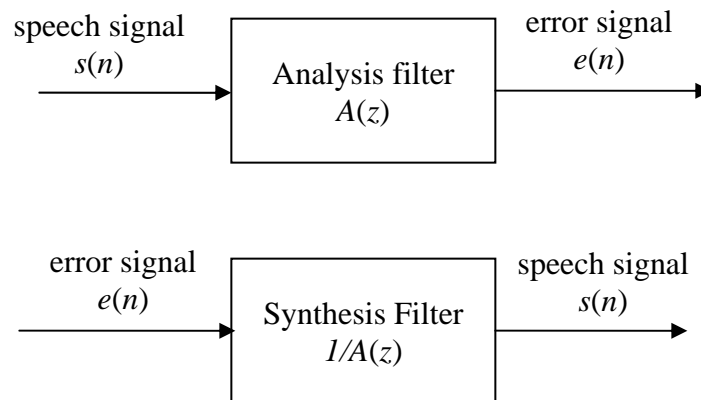 speech signal
s(n)
Analysis filter
A(z)
error signal
e(n)
error signal
e(n)
Synthesis Filter
1/A(z)
speech signal
s(n)